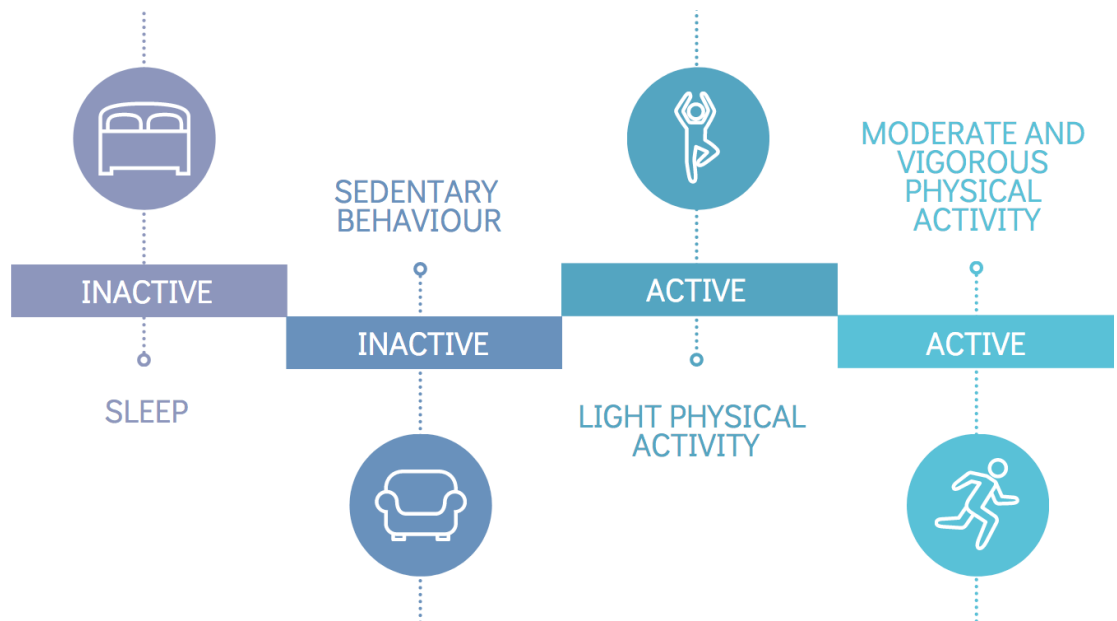 INACTIVE
SLEEP
SEDENTARY
BEHAVIOUR
INACTIVE
ACTIVE
LIGHT PHYSICAL
ACTIVITY
MODERATE AND
VIGOROUS
PHYSICAL
ACTIVITY
ACTIVE